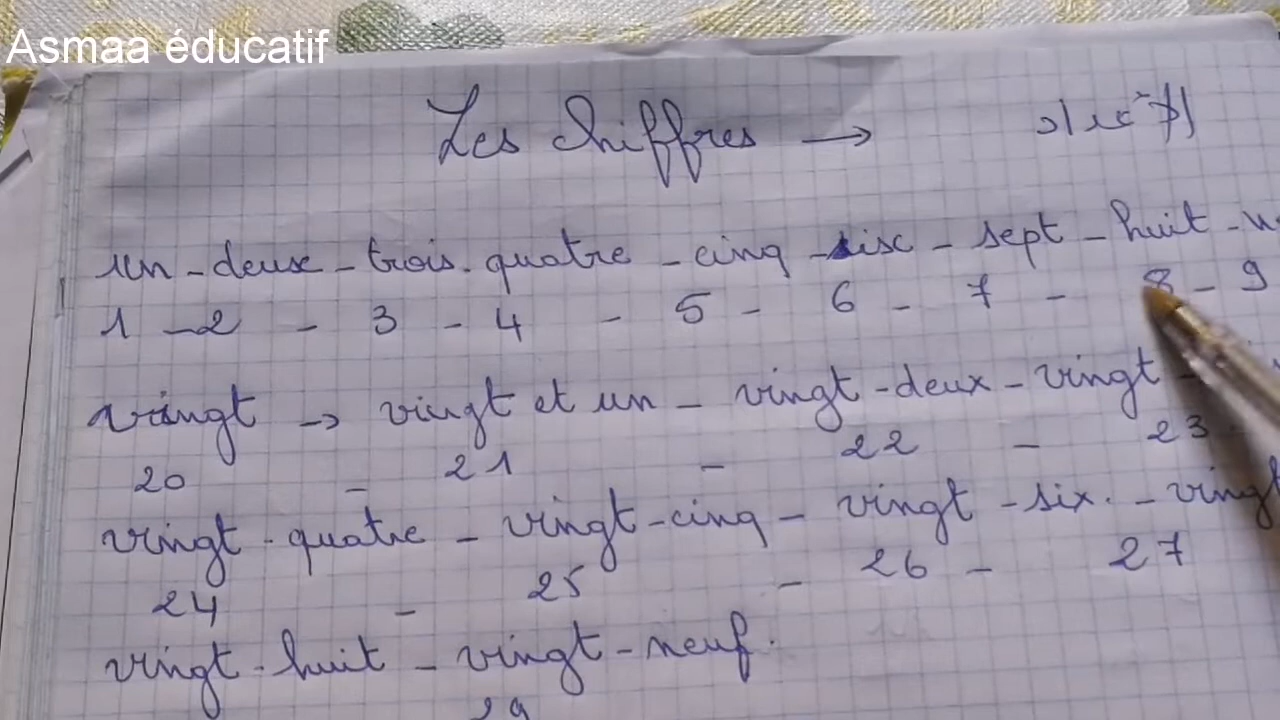 Asmaa éducatif
Les chiffres →
un - deux - trois. quatre - cinq - six - sept - huit -
1 - 2 - 3 - 4 - 5 - 6 - 7 - 8 - 9
vingt → vingt et un - vingt-deux - vingt -
20 - 21 - 22 - 23
vingt-quatre - vingt-cinq - vingt-six. - vingt
24 - 25 - 26 - 27
vingt-huit - vingt-neuf.
29